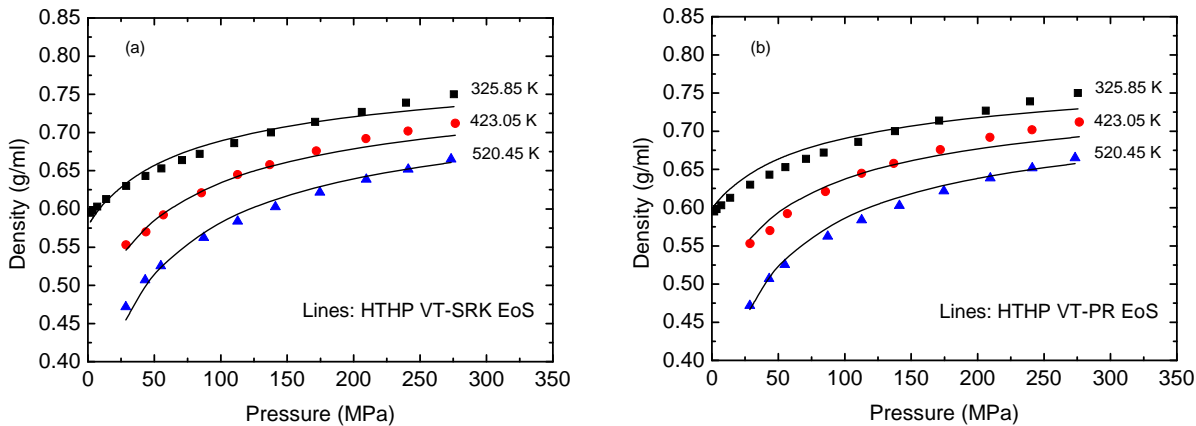 (a)
0.85
0.80
0.75
0.70
0.65
0.60
0.55
0.50
0.45
0.40
Density (g/ml)
325.85 K
423.05 K
520.45 K
Lines: HTHP VT-SRK EoS
0 50 100 150 200 250 300 350
Pressure (MPa)
(b)
0.85
0.80
0.75
0.70
0.65
0.60
0.55
0.50
0.45
0.40
Density (g/ml)
325.85 K
423.05 K
520.45 K
Lines: HTHP VT-PR EoS
0 50 100 150 200 250 300 350
Pressure (MPa)